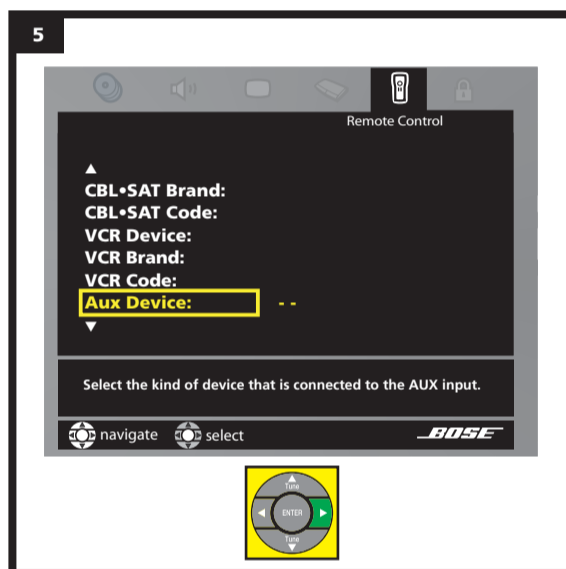 5
Remote Control
CBL•SAT Brand:
CBL•SAT Code:
VCR Device:
VCR Brand:
VCR Code:
Aux Device: - -
Select the kind of device that is connected to the AUX input.
navigate select BOSE
Tune
ENTER
Tune